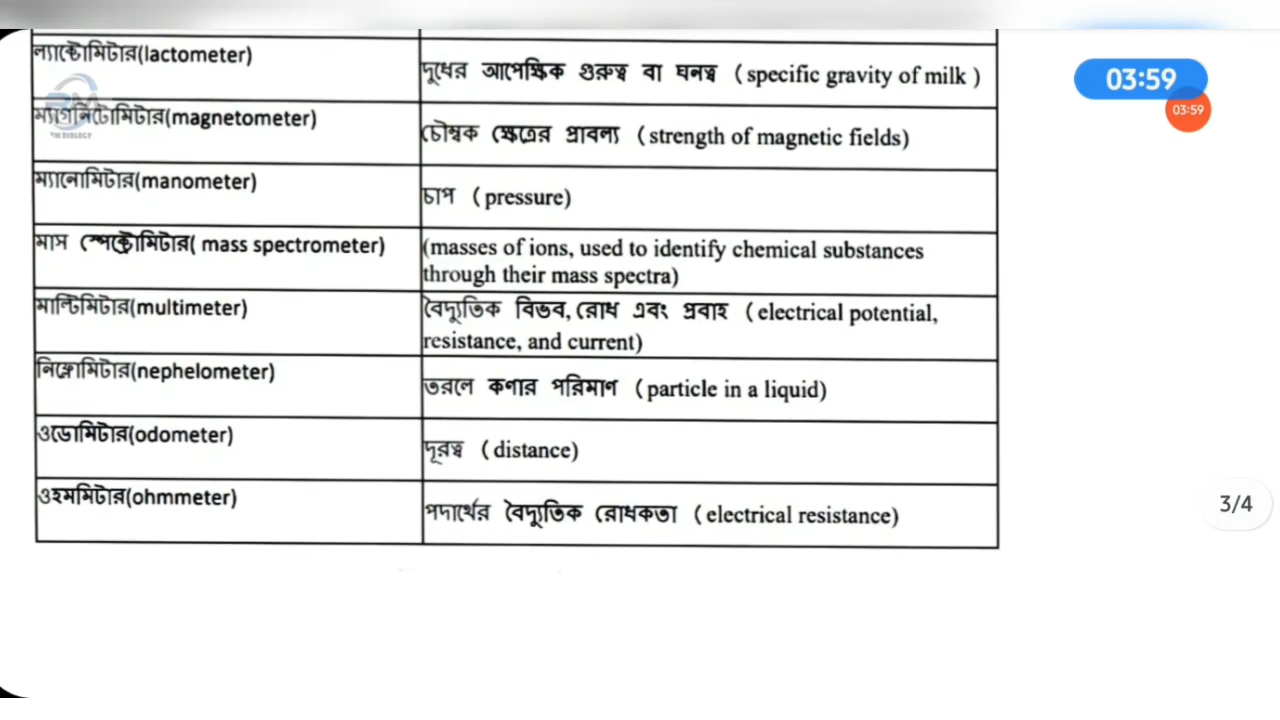 ল্যাক্টোমিটার(lactometer)
দুধের আপেক্ষিক গুরুত্ব বা ঘনত্ব ( specific gravity of milk )
ম্যাগনিটোমিটার(magnetometer)
চৌম্বক ক্ষেত্রের প্রাবল্য ( strength of magnetic fields)
ম্যানোমিটার(manometer)
চাপ ( pressure)
মাস স্পেক্ট্রোমিটার( mass spectrometer)
(masses of ions, used to identify chemical substances
through their mass spectra)
মাল্টিমিটার(multimeter)
বৈদ্যুতিক বিভব, রোধ এবং প্রবাহ ( electrical potential,
resistance, and current)
নিফ্লোমিটার(nephelometer)
তরলে কণার পরিমাণ ( particle in a liquid)
ওডোমিটার(odometer)
দূরত্ব ( distance)
ওহমমিটার(ohmmeter)
পদার্থের বৈদ্যুতিক রোধকতা ( electrical resistance)
03:59
03:59
3/4